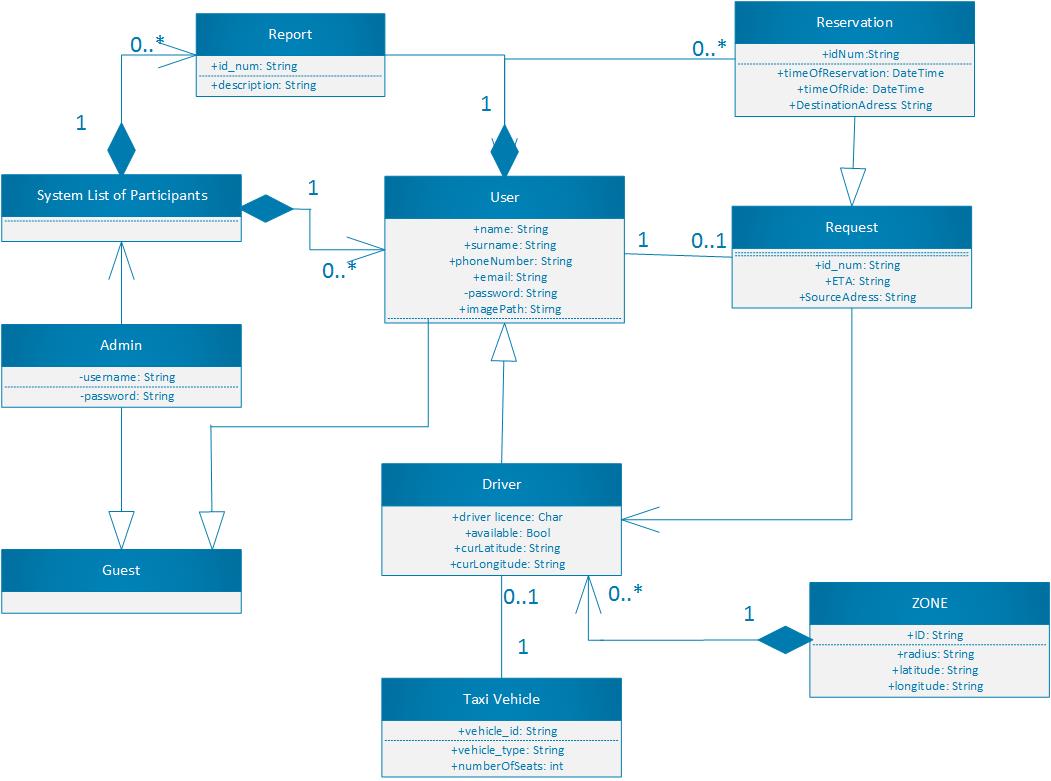 Report
+id_num: String
+description: String
Reservation
+idNum:String
+timeOfReservation: DateTime
+timeOfRide: DateTime
+DestinationAdress: String
0..*
0..*
1
1
System List of Participants
1
0..*
User
+name: String
+surname: String
+phoneNumber: String
+email: String
-password: String
+imagePath: Stirng
1
0..1
Request
+id_num: String
+ETA: String
+SourceAdress: String
Admin
-username: String
-password: String
Driver
+driver licence: Char
+available: Bool
+curLatitude: String
+curLongitude: String
Guest
0..1
0..*
1
1
ZONE
+ID: String
+radius: String
+latitude: String
+longitude: String
Taxi Vehicle
+vehicle_id: String
+vehicle_type: String
+numberOfSeats: int